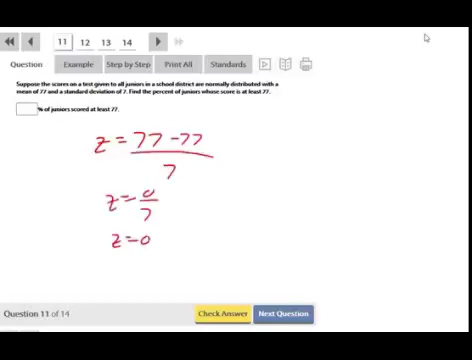 11 12 13 14
Question Example Step by Step Print All Standards
Suppose the scores on a test given to all juniors in a school district are normally distributed with a
mean of 77 and a standard deviation of 7. Find the percent of juniors whose score is at least 77.
% of juniors scored at least 77.
z = 77 - 77
7
z = 0
7
z = 0
Question 11 of 14 Check Answer Next Question